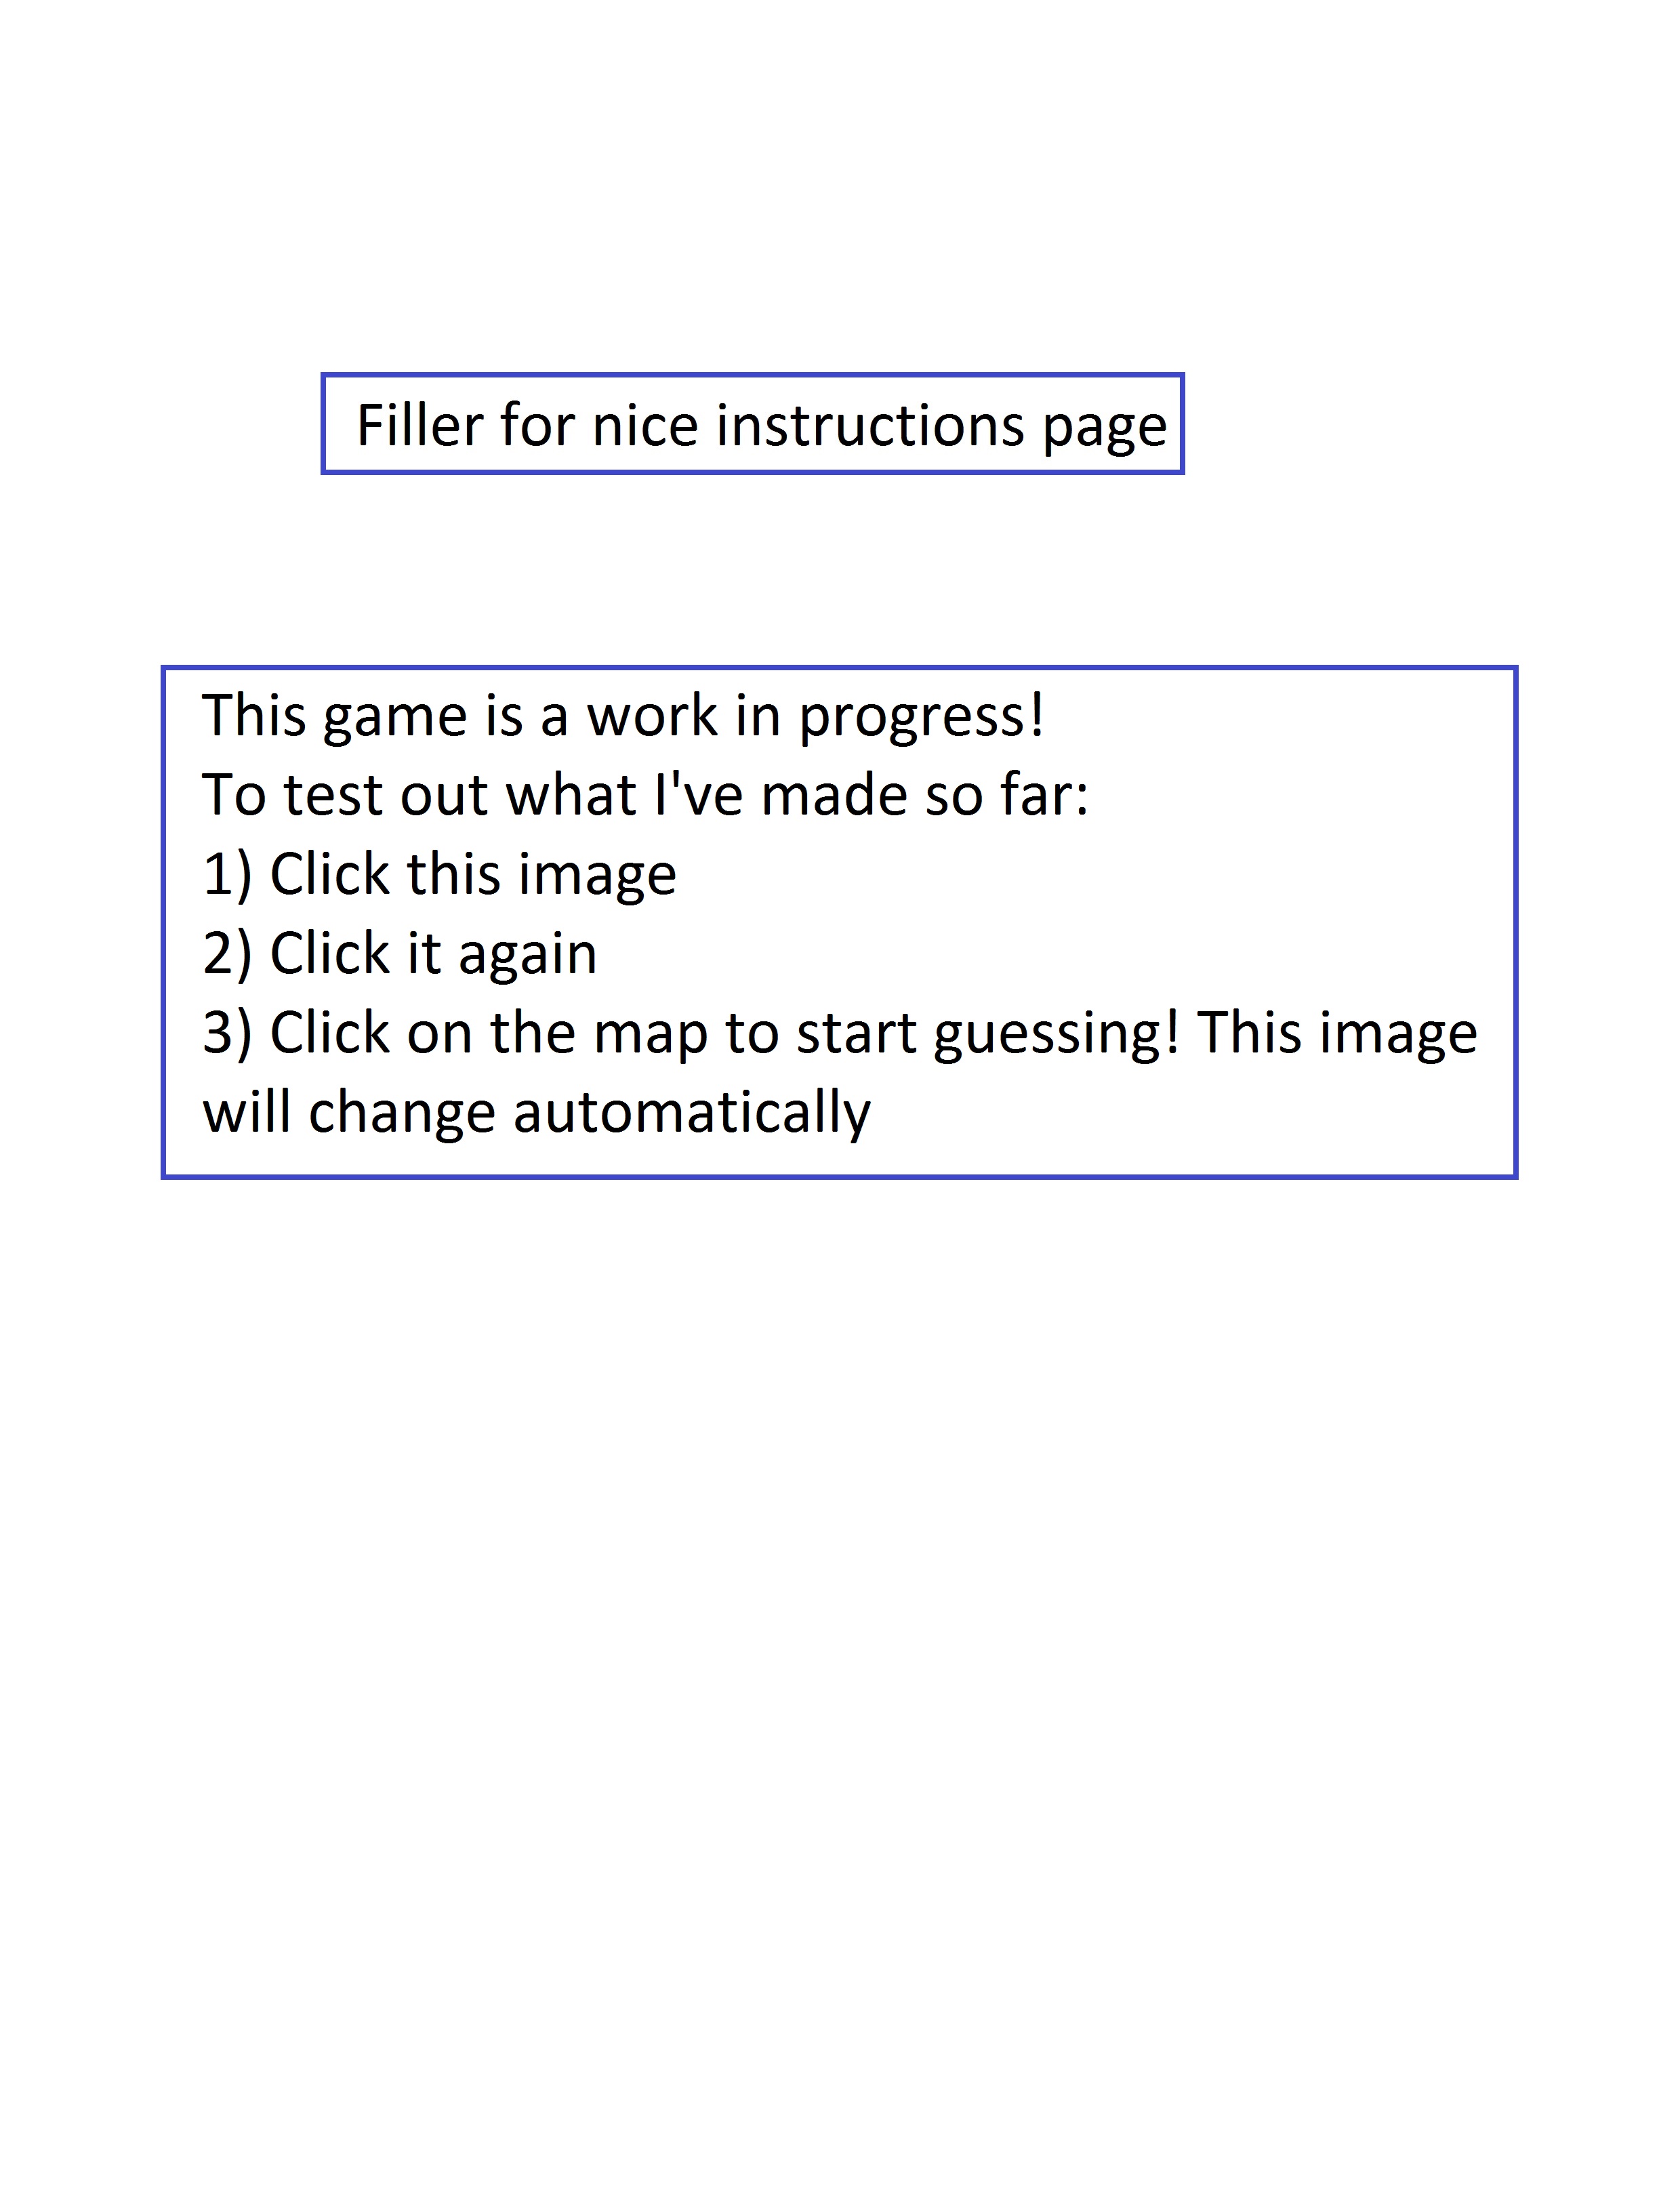 Filler for nice instructions page
This game is a work in progress!
To test out what I've made so far:
1) Click this image
2) Click it again
3) Click on the map to start guessing! This image
will change automatically